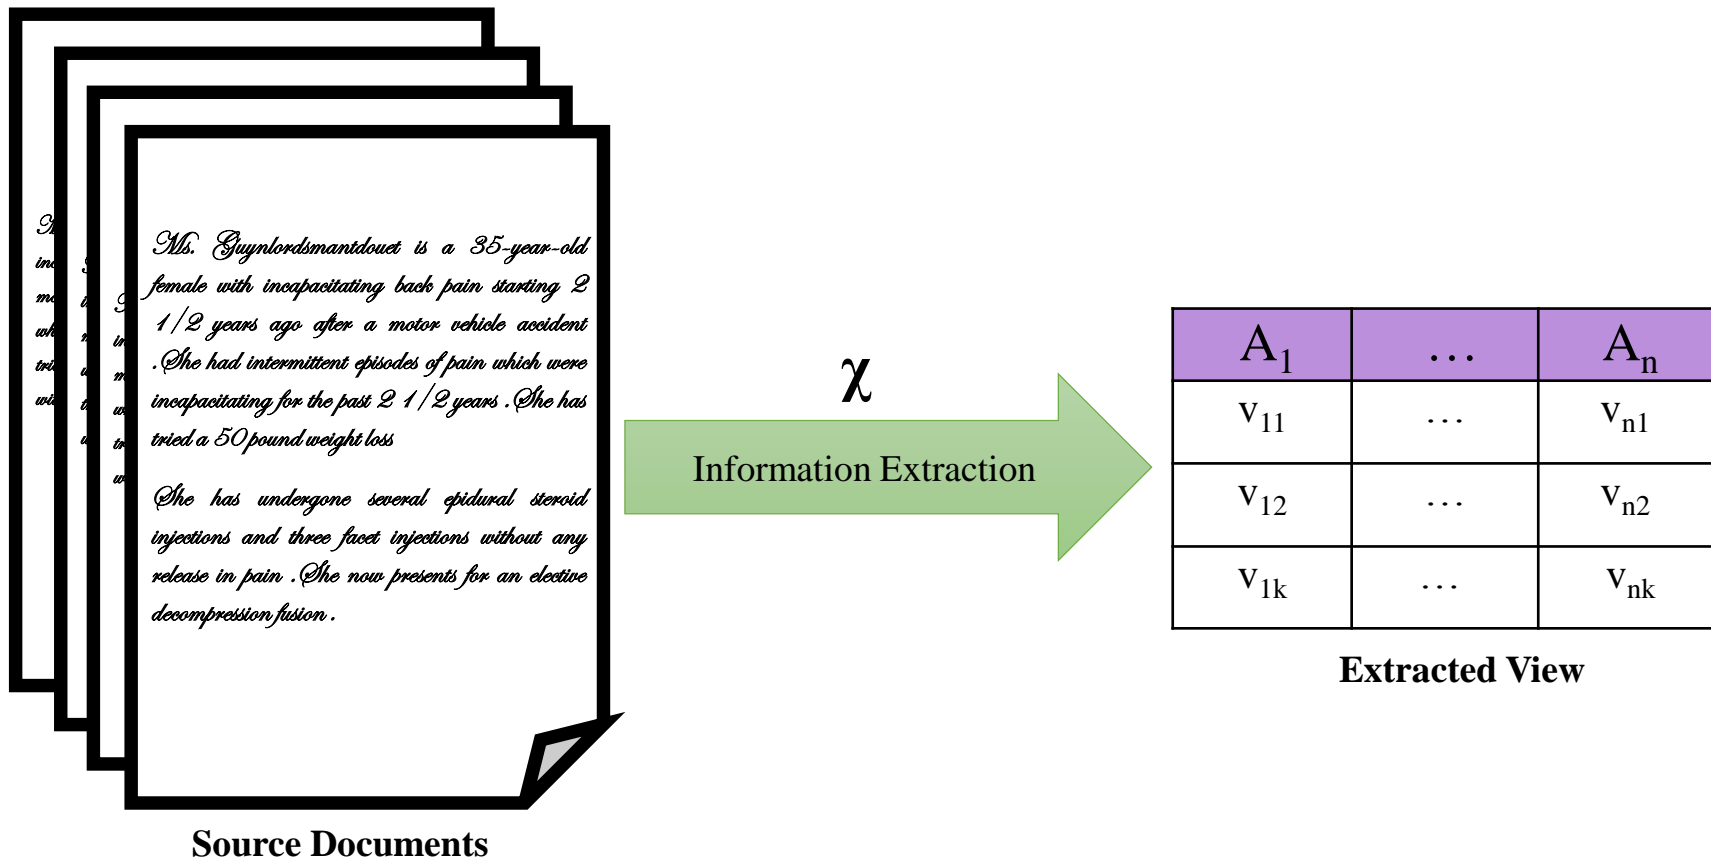 Ms. Guynlordsmantdouet is a 35-year-old
female with incapacitating back pain starting 2
1/2 years ago after a motor vehicle accident
.She had intermittent episodes of pain which were
incapacitating for the past 2 1/2 years .She has
tried a 50 pound weight loss
She has undergone several epidural steroid
injections and three facet injections without any
release in pain .She now presents for an elective
decompression fusion .
Source Documents
χ
Information Extraction
A₁ … Aₙ
v₁₁ … vₙ₁
v₁₂ … vₙ₂
v₁ₖ … vₙₖ
Extracted View